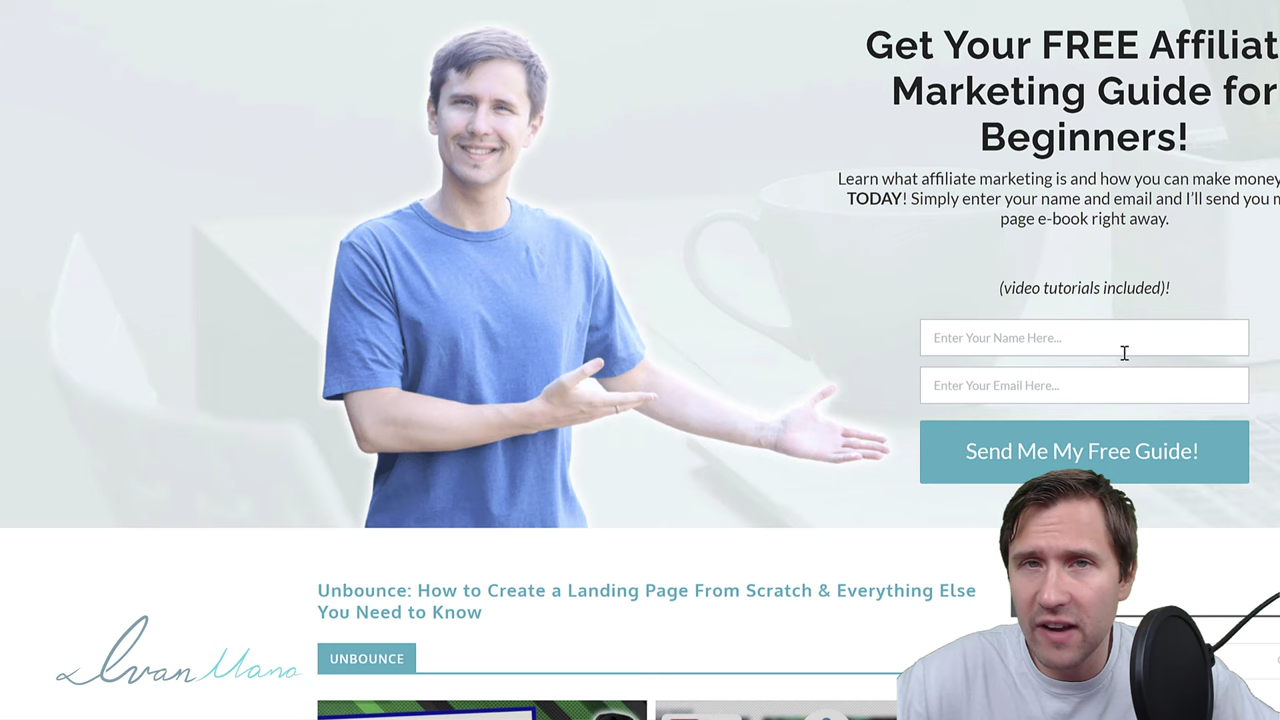 Get Your FREE Affiliat
Marketing Guide for
Beginners!
Learn what affiliate marketing is and how you can make money
TODAY! Simply enter your name and email and I'll send you m
page e-book right away.
(video tutorials included)!
Enter Your Name Here...
Enter Your Email Here...
Send Me My Free Guide!
Unbounce: How to Create a Landing Page From Scratch & Everything Else
You Need to Know
Ivan Mana
UNBOUNCE